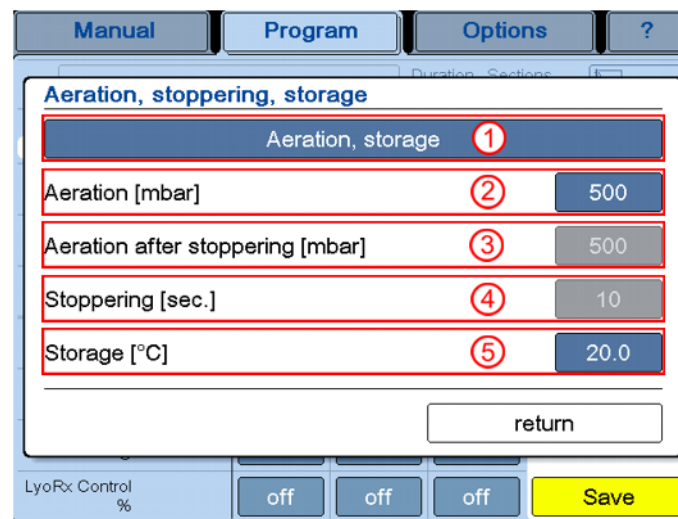 Manual Program Options ?
Duration Sections
Aeration, stoppering, storage
Aeration, storage 1
Aeration [mbar] 2 500
Aeration after stoppering [mbar] 3 500
Stoppering [sec.] 4 10
Storage [°C] 5 20.0
return
LyoRx Control
% off off off Save